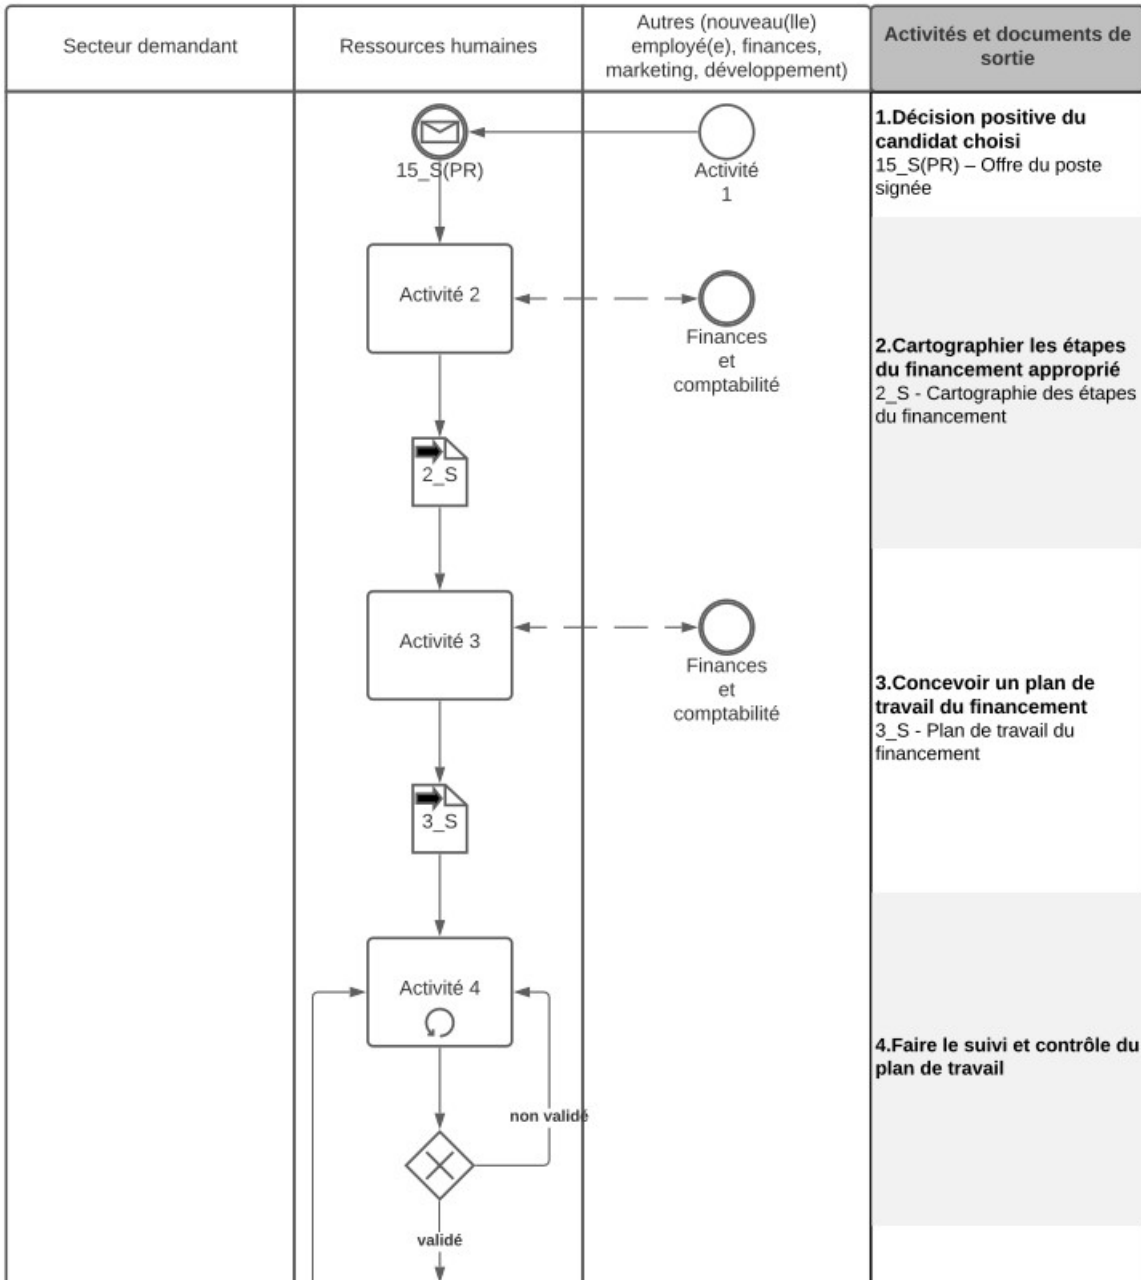 Secteur demandant
Ressources humaines
Autres (nouveau(lle)
employé(e), finances,
marketing, développement)
Activités et documents de
sortie
15_S(PR)
Activité
1
1.Décision positive du
candidat choisi
15_S(PR) – Offre du poste
signée
Activité 2
Finances
et
comptabilité
2.Cartographier les étapes
du financement approprié
2_S - Cartographie des étapes
du financement
2_S
Activité 3
Finances
et
comptabilité
3.Concevoir un plan de
travail du financement
3_S - Plan de travail du
financement
3_S
Activité 4
4.Faire le suivi et contrôle du
plan de travail
non validé
validé